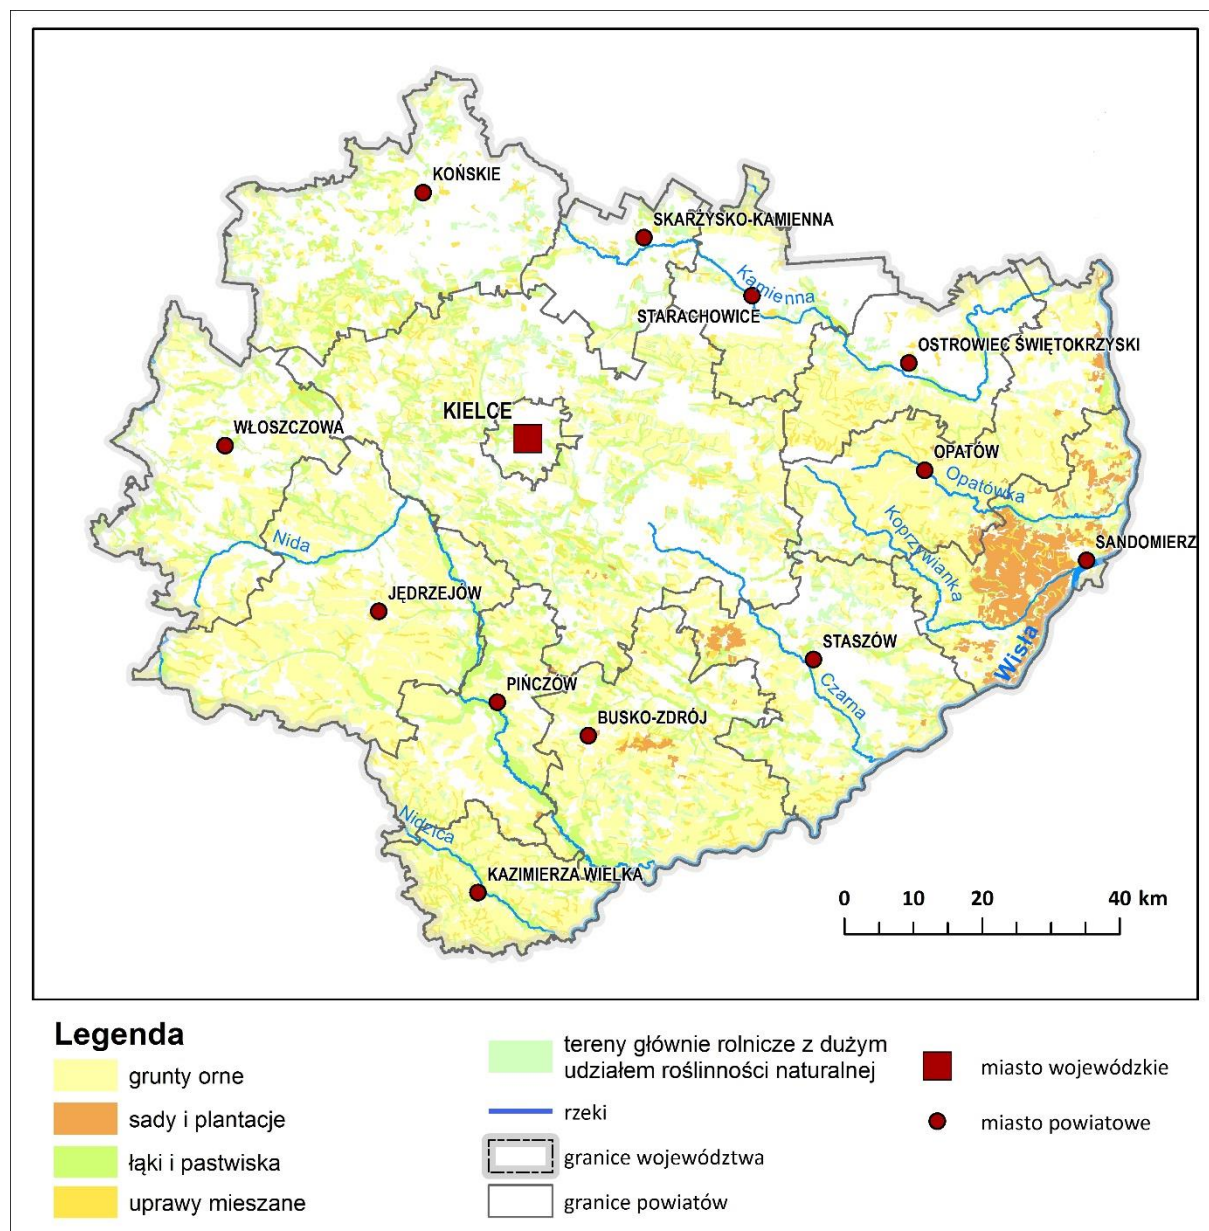 KOŃSKIE
SKARŻYSKO-KAMIENNA
Kamienna
STARACHOWICE
OSTROWIEC ŚWIĘTOKRZYSKI
KIELCE
WŁOSZCZOWA
OPATÓW
Opatówka
Koprzywianka
Nida
SANDOMIERZ
JĘDRZEJÓW
STASZÓW
Wisła
PIŃCZÓW
Czarna
BUSKO-ZDRÓJ
Nidzica
KAZIMIERZA WIELKA
0 10 20 40 km
Legenda
grunty orne
sady i plantacje
łąki i pastwiska
uprawy mieszane
tereny głównie rolnicze z dużym
udziałem roślinności naturalnej
rzeki
granice województwa
granice powiatów
miasto wojewódzkie
miasto powiatowe